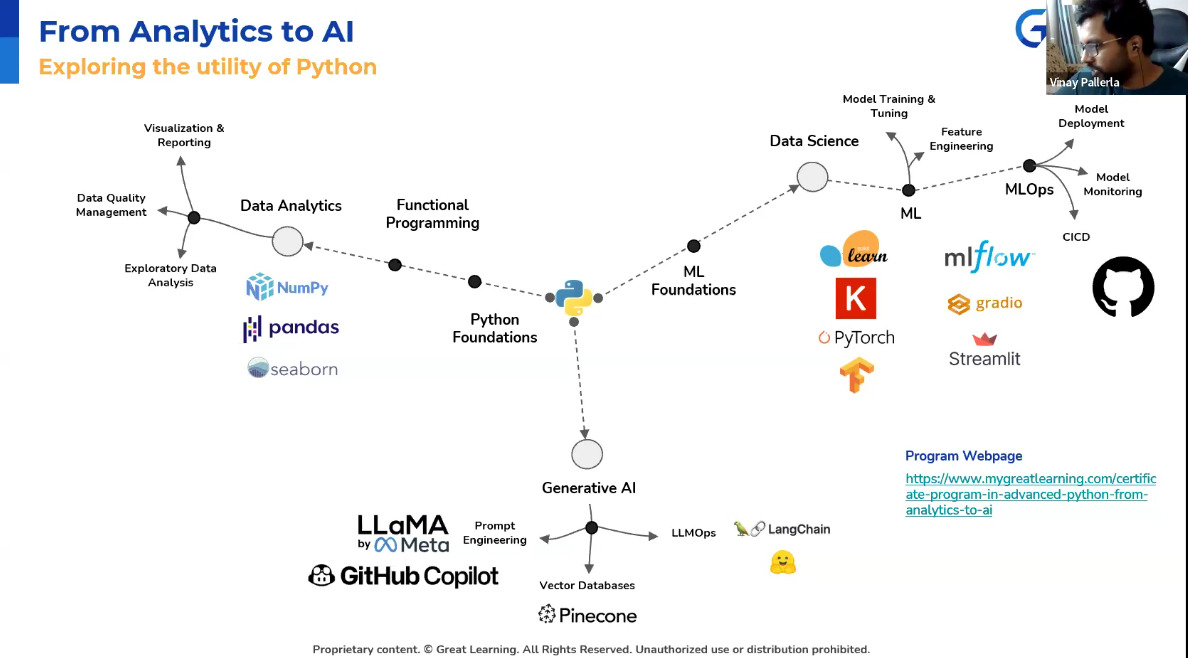 From Analytics to AI
Exploring the utility of Python
G
Vinay Pallerla
Visualization &
Reporting
Data Quality
Management
Exploratory Data
Analysis
Data Analytics
NumPy
pandas
seaborn
Functional
Programming
Python
Foundations
ML
Foundations
Data Science
Model Training &
Tuning
Feature
Engineering
ML
MLOps
Model
Deployment
Model
Monitoring
CICD
learn
K
PyTorch
mlflow
gradio
Streamlit
Generative AI
LLaMA
by Meta
GitHub Copilot
Prompt
Engineering
Vector Databases
Pinecone
LLMOps
LangChain
Program Webpage
https://www.mygreatlearning.com/certific
ate-program-in-advanced-python-from-
analytics-to-ai
Proprietary content. © Great Learning. All Rights Reserved. Unauthorized use or distribution prohibited.